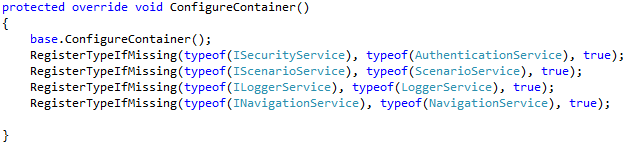 protected override void ConfigureContainer()
{
    base.ConfigureContainer();
    RegisterTypeIfMissing(typeof(ISecurityService), typeof(AuthenticationService), true);
    RegisterTypeIfMissing(typeof(IScenarioService), typeof(ScenarioService), true);
    RegisterTypeIfMissing(typeof(ILoggerService), typeof(LoggerService), true);
    RegisterTypeIfMissing(typeof(INavigationService), typeof(NavigationService), true);
}